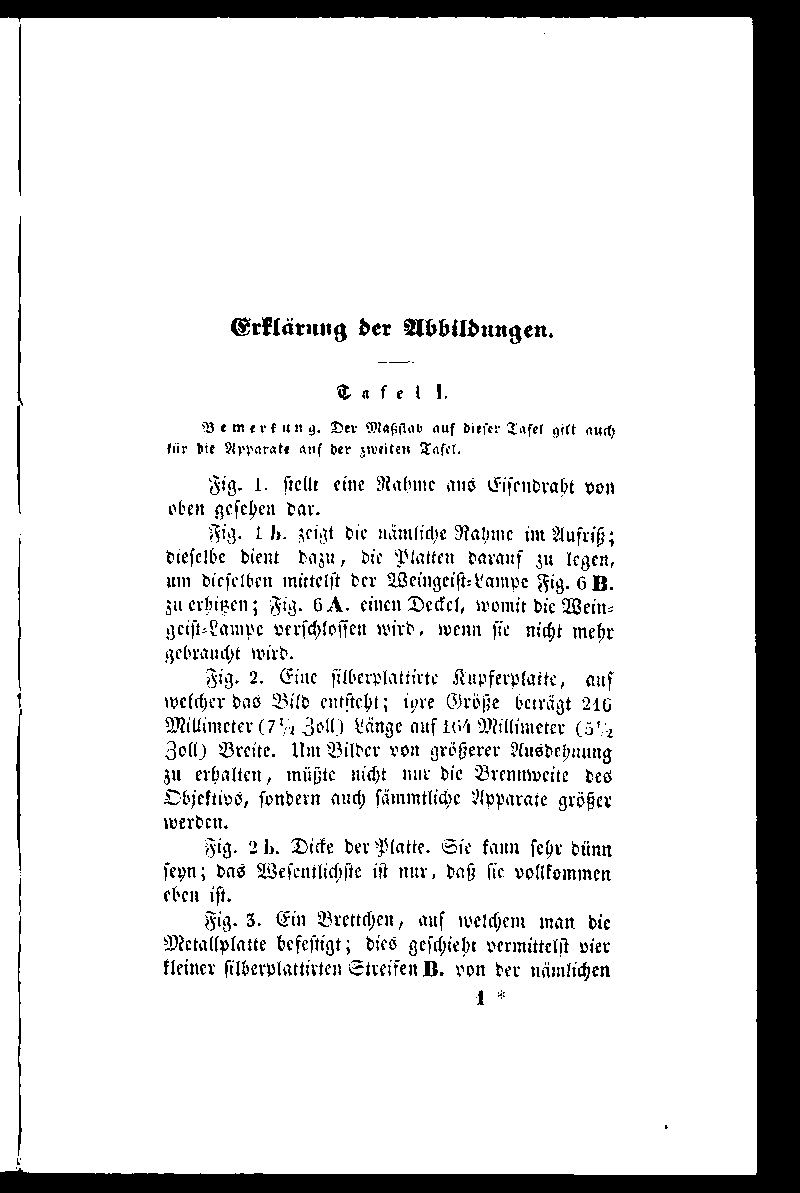 Erklärung der Abbildungen.
Tafel I.
Bemerkung. Der Maßstab auf dieser Tafel gilt auch
für die Apparate auf der zweiten Tafel.
Fig. 1. stellt eine Rahme aus Eisendraht von
oben gesehen dar.
Fig. 1 b. zeigt die nämliche Rahme im Aufriß;
dieselbe dient dazu, die Platten darauf zu legen,
um dieselben mittelst der Weingeist-Lampe Fig. 6 B.
zu erhitzen; Fig. 6 A. einen Deckel, womit die Wein-
geist-Lampe verschlossen wird, wenn sie nicht mehr
gebraucht wird.
Fig. 2. Eine silberplattirte Kupferplatte, auf
welcher das Bild entsteht; ihre Größe beträgt 216
Millimeter (7½ Zoll) Länge auf 164 Millimeter (5½
Zoll) Breite. Um Bilder von größerer Ausdehnung
zu erhalten, müßte nicht nur die Brennweite des
Objektivs, sondern auch sämmtliche Apparate größer
werden.
Fig. 2 b. Dicke der Platte. Sie kann sehr dünn
seyn; das Wesentlichste ist nur, daß sie vollkommen
eben ist.
Fig. 3. Ein Brettchen, auf welchem man die
Metallplatte befestigt; dies geschieht vermittelst vier
kleiner silberplattirten Streifen B. von der nämlichen
1 *